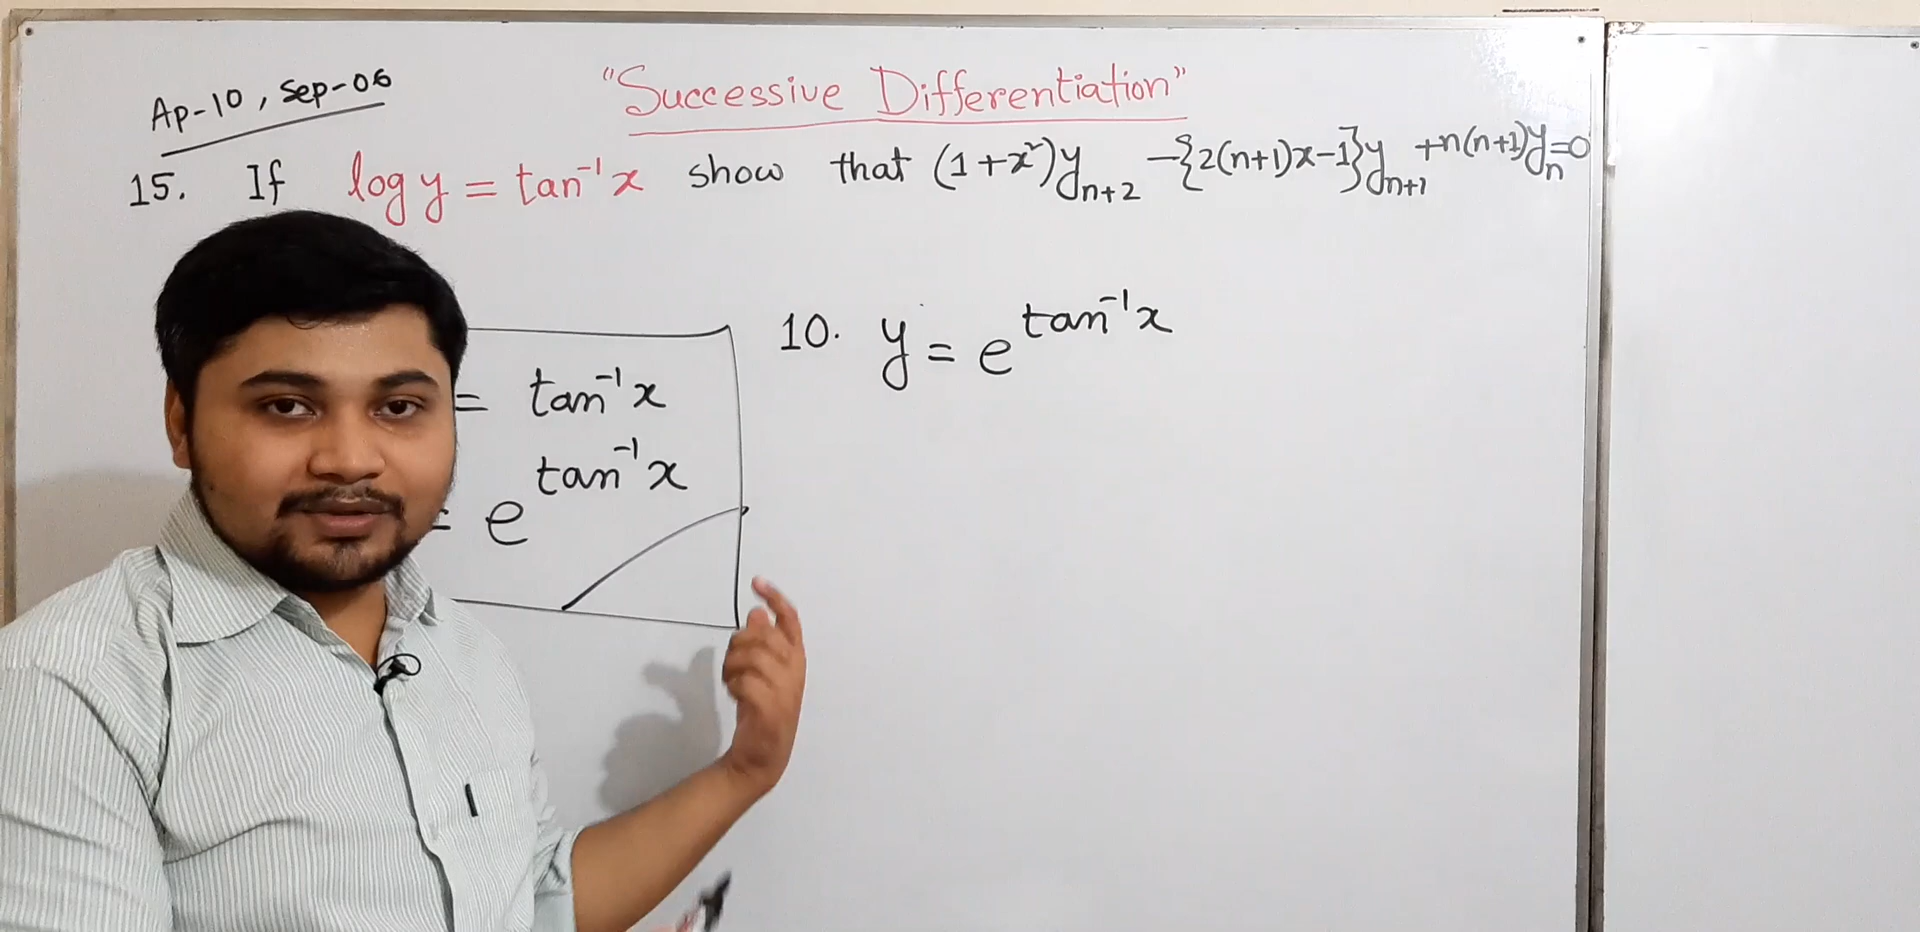 Ap-10, Sep-06
"Successive Differentiation"
15. If log y = tan⁻¹x show that (1+x²)yₙ₊₂ -{2(n+1)x-1}yₙ₊₁ +n(n+1)yₙ=0
= tan⁻¹x
= e^tan⁻¹x
10. y = e^tan⁻¹x